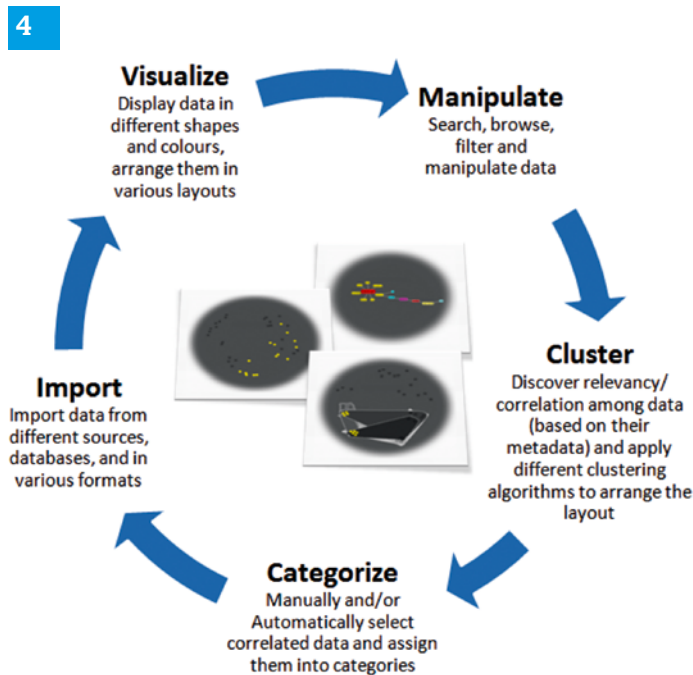 4
Visualize
Display data in
different shapes
and colours,
arrange them in
various layouts
Manipulate
Search, browse,
filter and
manipulate data
Cluster
Discover relevancy/
correlation among data
(based on their
metadata) and apply
different clustering
algorithms to arrange the
layout
Categorize
Manually and/or
Automatically select
correlated data and assign
them into categories
Import
Import data from
different sources,
databases, and in
various formats